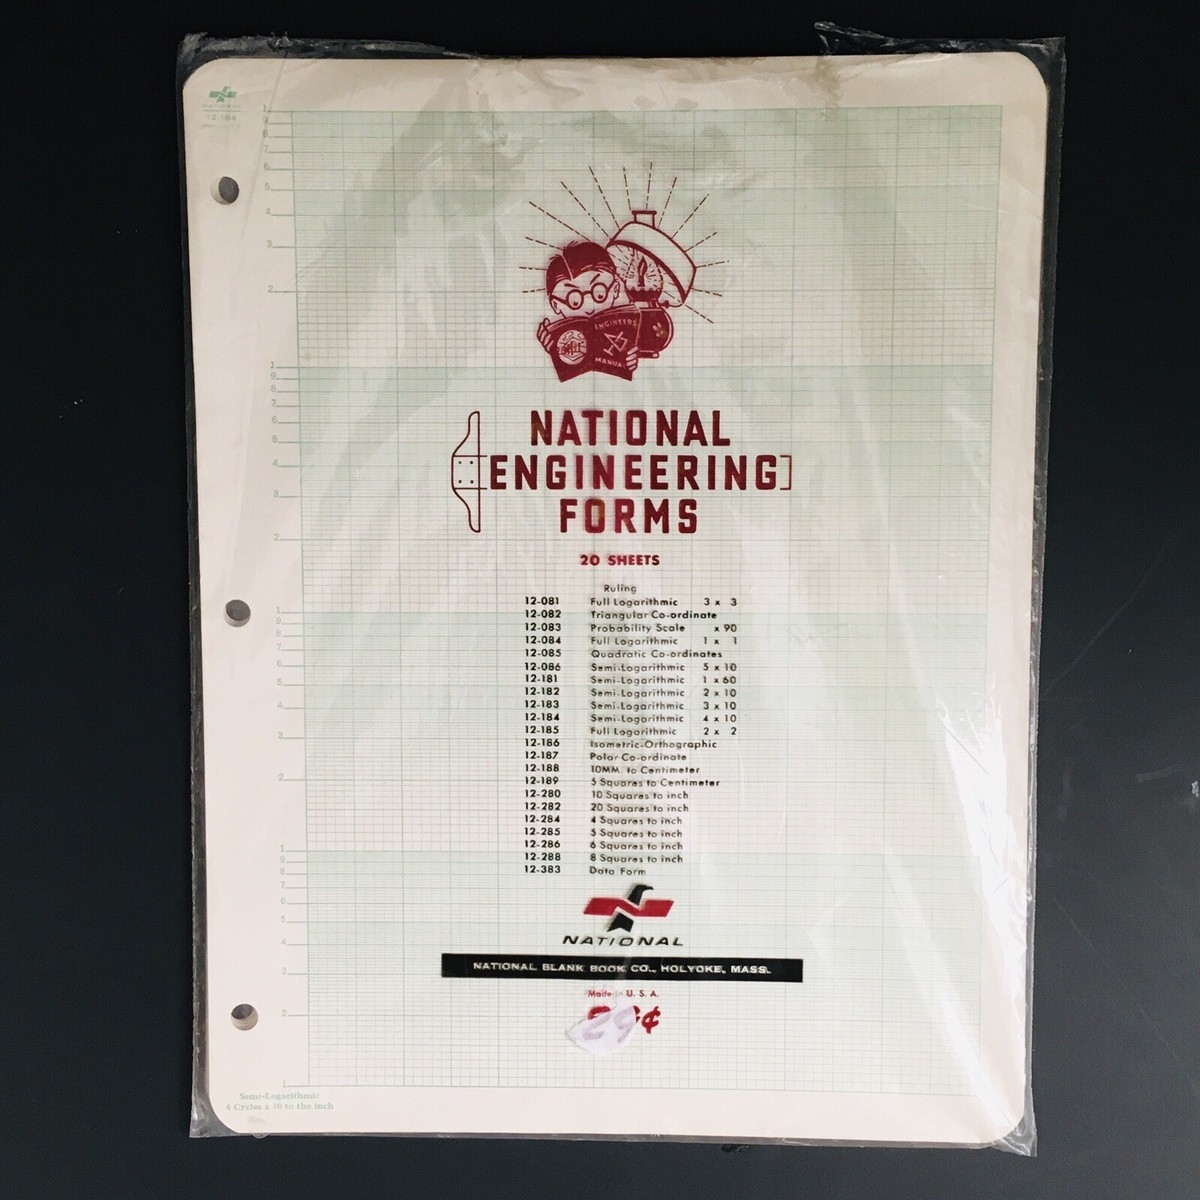 NATIONAL
12-184
ENGINEERS
MANUAL
NATIONAL
ENGINEERING
FORMS
20 SHEETS
Ruling
12-081 Full Logarithmic 3 x 3
12-082 Triangular Co-ordinate
12-083 Probability Scale x 90
12-084 Full Logarithmic 1 x 1
12-085 Quadratic Co-ordinates
12-086 Semi-Logarithmic 5 x 10
12-181 Semi-Logarithmic 1 x 60
12-182 Semi-Logarithmic 2 x 10
12-183 Semi-Logarithmic 3 x 10
12-184 Semi-Logarithmic 4 x 10
12-185 Full Logarithmic 2 x 2
12-186 Isometric-Orthographic
12-187 Polar Co-ordinate
12-188 10MM. to Centimeter
12-189 5 Squares to Centimeter
12-280 10 Squares to inch
12-282 20 Squares to inch
12-284 4 Squares to inch
12-285 5 Squares to inch
12-286 6 Squares to inch
12-288 8 Squares to inch
12-383 Data Form
NATIONAL
NATIONAL BLANK BOOK CO., HOLYOKE, MASS.
Made in U. S. A.
29¢
Semi-Logarithmic
4 Cycles x 10 to the inch